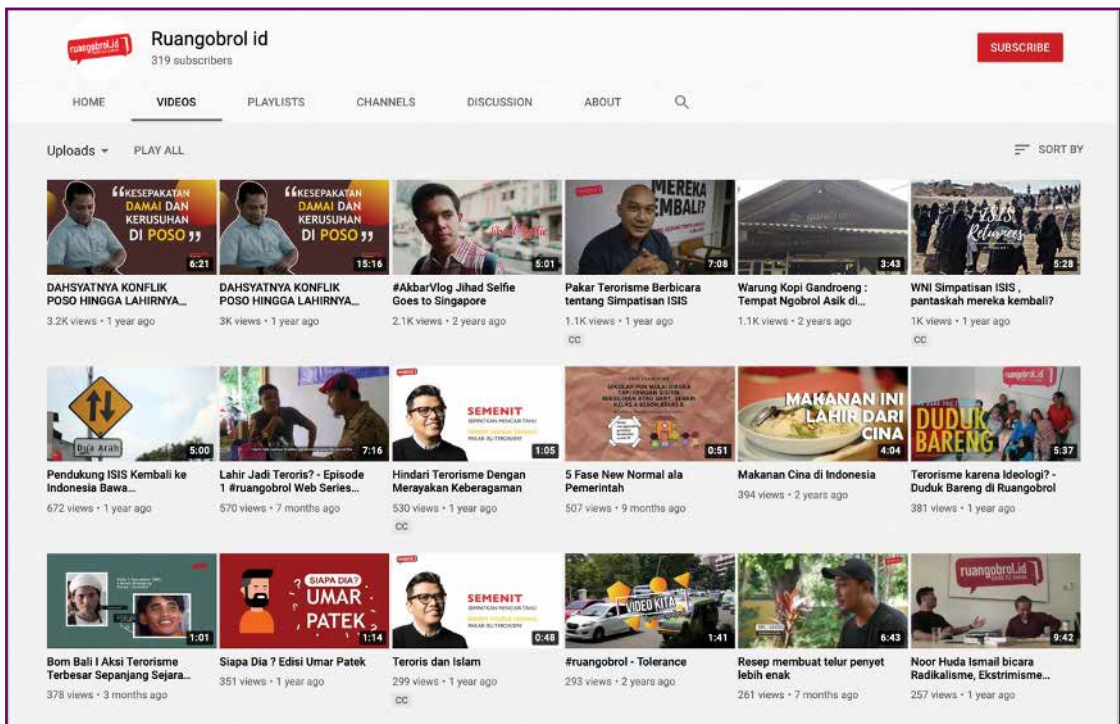 ruangobrol.id
Ruangobrol id
319 subscribers
SUBSCRIBE
HOME VIDEOS PLAYLISTS CHANNELS DISCUSSION ABOUT
Uploads PLAY ALL SORT BY
“KESEPAKATAN
DAMAI DAN
KERUSUHAN
DI POSO”
6:21
“KESEPAKATAN
DAMAI DAN
KERUSUHAN
DI POSO”
15:16
Jihad Selfie
5:01
MEREKA
EMBALI?
7:08
gandroeng
3:43
ISIS
Returnees
5:28
DAHSYATNYA KONFLIK
POSO HINGGA LAHIRNYA...
3.2K views • 1 year ago
DAHSYATNYA KONFLIK
POSO HINGGA LAHIRNYA...
3K views • 1 year ago
#AkbarVlog Jihad Selfie
Goes to Singapore
2.1K views • 2 years ago
Pakar Terorisme Berbicara
tentang Simpatisan ISIS
1.1K views • 1 year ago
CC
Warung Kopi Gandroeng :
Tempat Ngobrol Asik di...
1.1K views • 2 years ago
WNI Simpatisan ISIS ,
pantaskah mereka kembali?
1K views • 1 year ago
CC
Dua Arah
5:00
7:16
SEMENIT
1:05
0:51
MAKANAN INI
LAHIR DARI
CINA
4:04
ruangobrol.id
DUDUK
BARENG
5:37
Pendukung ISIS Kembali ke
Indonesia Bawa...
672 views • 1 year ago
Lahir Jadi Teroris? - Episode
1 #ruangobrol Web Series...
570 views • 7 months ago
Hindari Terorisme Dengan
Merayakan Keberagaman
530 views • 1 year ago
CC
5 Fase New Normal ala
Pemerintah
507 views • 9 months ago
Makanan Cina di Indonesia
394 views • 2 years ago
Terorisme karena Ideologi? -
Duduk Bareng di Ruangobrol
381 views • 1 year ago
1:01
SIAPA DIA?
UMAR
PATEK
1:14
SEMENIT
0:48
VIDEO KITA
1:41
6:43
ruangobrol.id
9:42
Bom Bali I Aksi Terorisme
Terbesar Sepanjang Sejara...
378 views • 3 months ago
Siapa Dia ? Edisi Umar Patek
351 views • 1 year ago
Teroris dan Islam
299 views • 1 year ago
CC
#ruangobrol - Tolerance
293 views • 2 years ago
Resep membuat telur penyet
lebih enak
261 views • 7 months ago
Noor Huda Ismail bicara
Radikalisme, Ekstrimisme...
257 views • 1 year ago